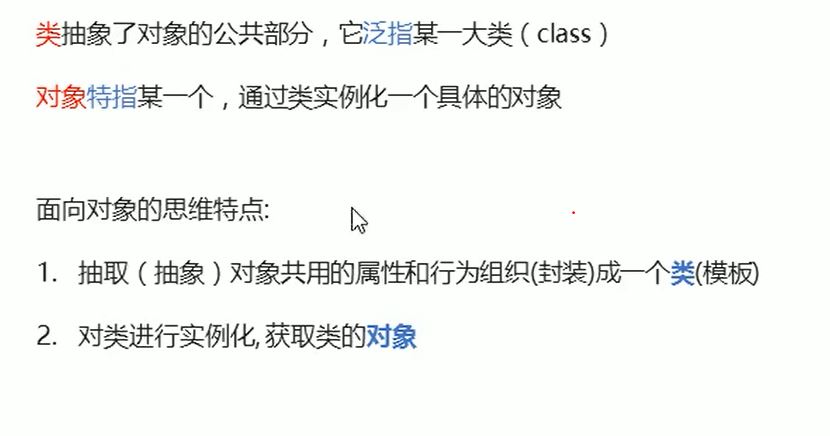 类抽象了对象的公共部分，它泛指某一大类（class）
对象特指某一个，通过类实例化一个具体的对象
面向对象的思维特点:
1. 抽取（抽象）对象共用的属性和行为组织(封装)成一个类(模板)
2. 对类进行实例化, 获取类的对象